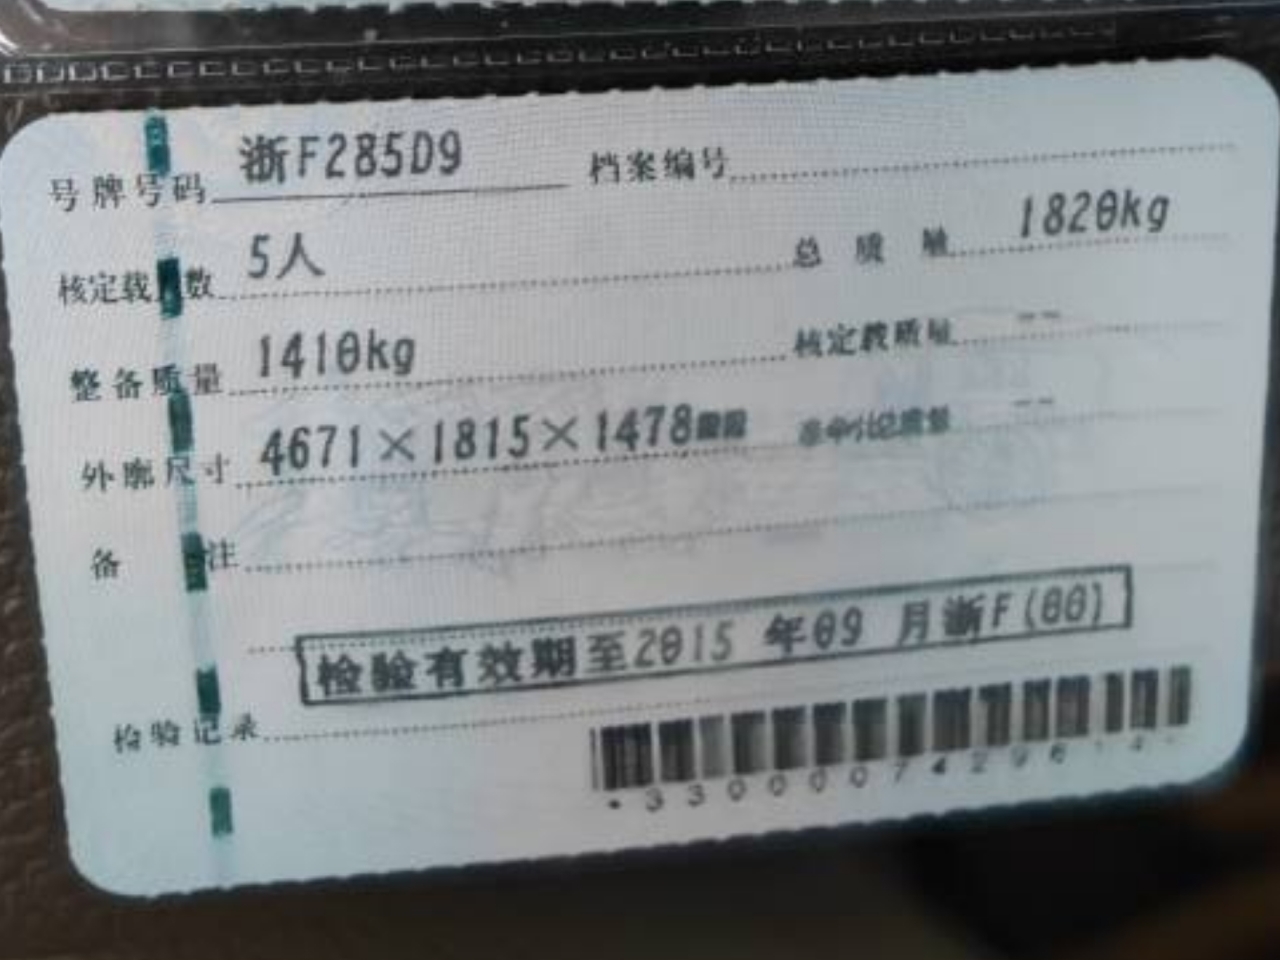 号牌号码 浙F285D9 档案编号
核定载人数 5人 总质量 1820kg
整备质量 1410kg 核定载质量 --
外廓尺寸 4671×1815×1478mm 准牵引总质量 --
备注
检验有效期至2015年09月浙F(00)
检验记录
*3300007429614*